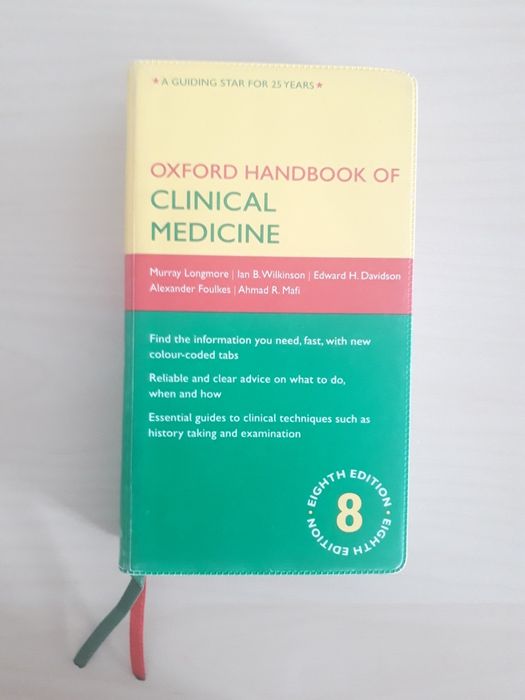 ★ A GUIDING STAR FOR 25 YEARS ★
OXFORD HANDBOOK OF
CLINICAL
MEDICINE
Murray Longmore | Ian B. Wilkinson | Edward H. Davidson
Alexander Foulkes | Ahmad R. Mafi
Find the information you need, fast, with new
colour-coded tabs
Reliable and clear advice on what to do,
when and how
Essential guides to clinical techniques such as
history taking and examination
EIGHTH EDITION • EIGHTH EDITION •
8